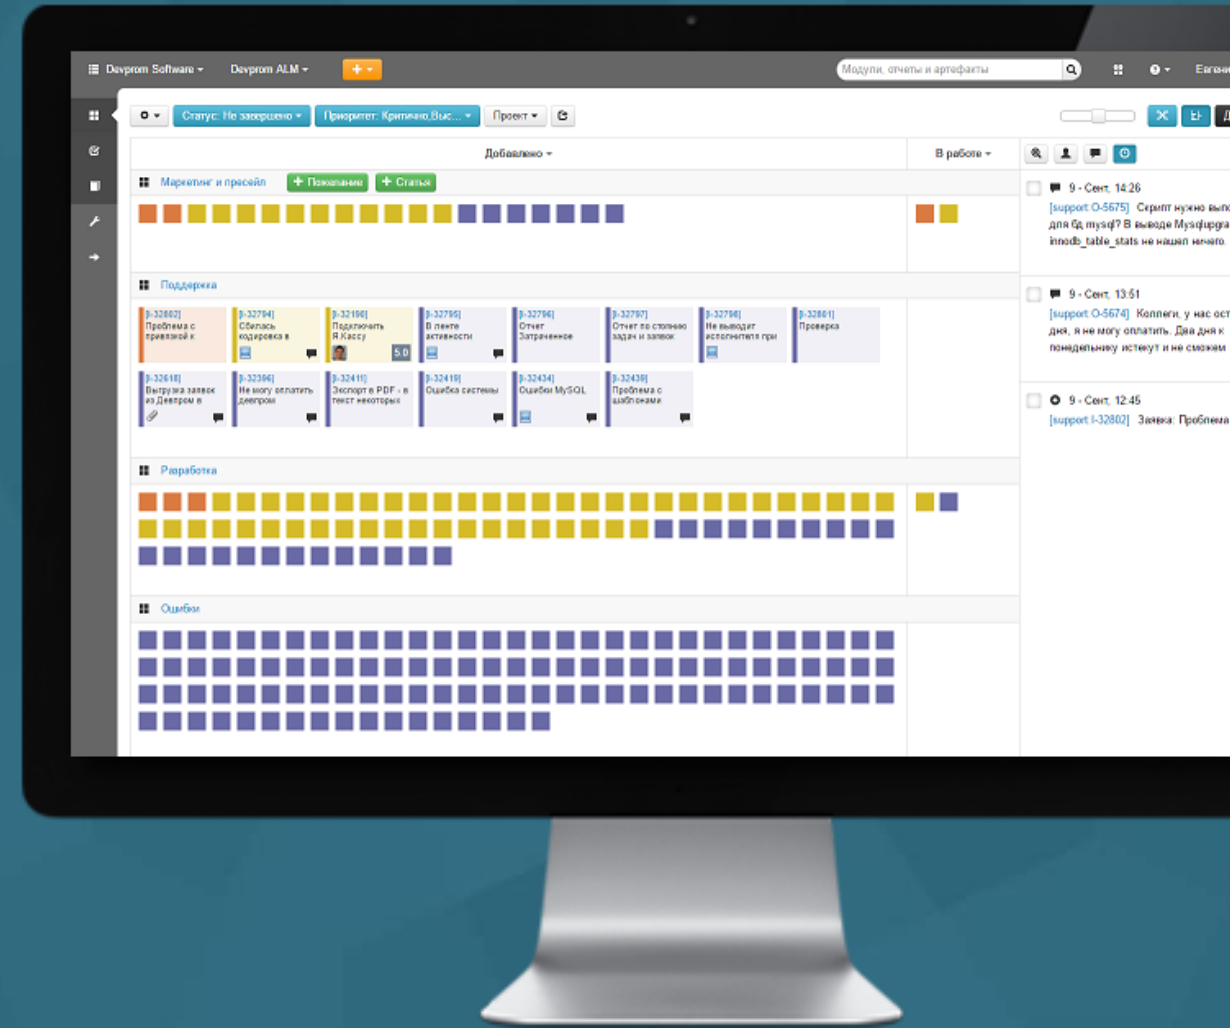 Devprom Software
Devprom ALM
Модули, отчеты и артефакты
Статус: Не завершено
Приоритет: Критично,Выс...
Проект
Добавлено
В работе
Маркетинг и пресейл
+ Пожелание
+ Статья
Поддержка
[I-32802]
Проблема с
привязкой к
[I-32794]
Сбилась
кодировка в
[I-32190]
Подключить
Я.Кассу
5.0
[I-32795]
В ленте
активности
[I-32796]
Отчет
Затраченное
[I-32797]
Отчет по
задач и заявок
[I-32798]
Не выводит
исполнителя при
[I-32801]
Проверка
[I-32618]
Выгрузка заявок
из Девпром в
[I-32396]
Не могу оплатить
девпром
[I-32411]
Экспорт в PDF - в
текст некоторых
[I-32419]
Ошибка системы
[I-32434]
Ошибки MySQL
[I-32439]
Проблема с
шаблонами
Разработка
Ошибки
9 - Сент, 14:26
[support O-5675] Скрипт нужно
для бд mysql? В выводе Mysqlupgra
innodb_table_stats не нашел ничего.
9 - Сент, 13:51
[support O-5674] Коллеги, у нас ост
дня, я не могу оплатить. Два дня к
понедельнику истекут и не сможем
9 - Сент, 12:45
[support I-32802] Заявка: Проблема